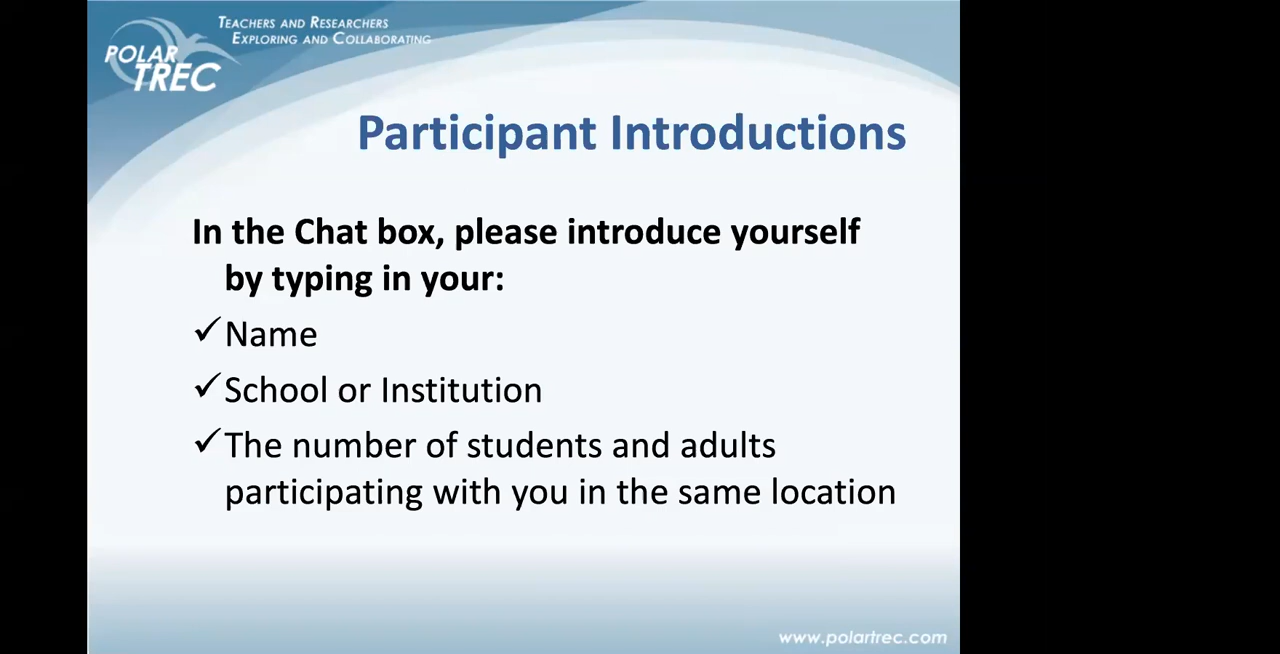 TEACHERS AND RESEARCHERS
EXPLORING AND COLLABORATING
POLAR
TREC
Participant Introductions
In the Chat box, please introduce yourself
by typing in your:
✓Name
✓School or Institution
✓The number of students and adults
participating with you in the same location
www.polartrec.com